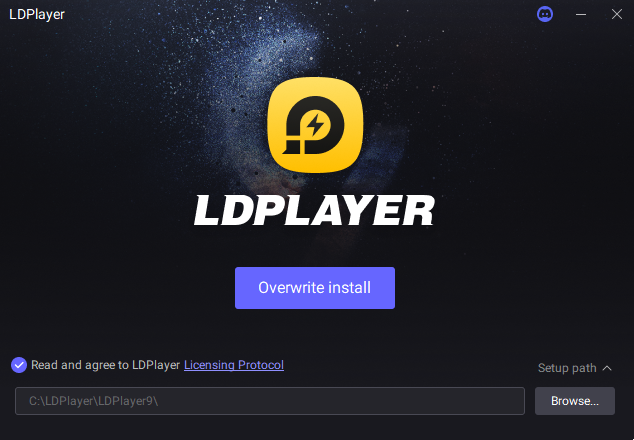 LDPlayer
LDPLAYER
Overwrite install
Read and agree to LDPlayer Licensing Protocol
Setup path
C:\LDPlayer\LDPlayer9\
Browse...